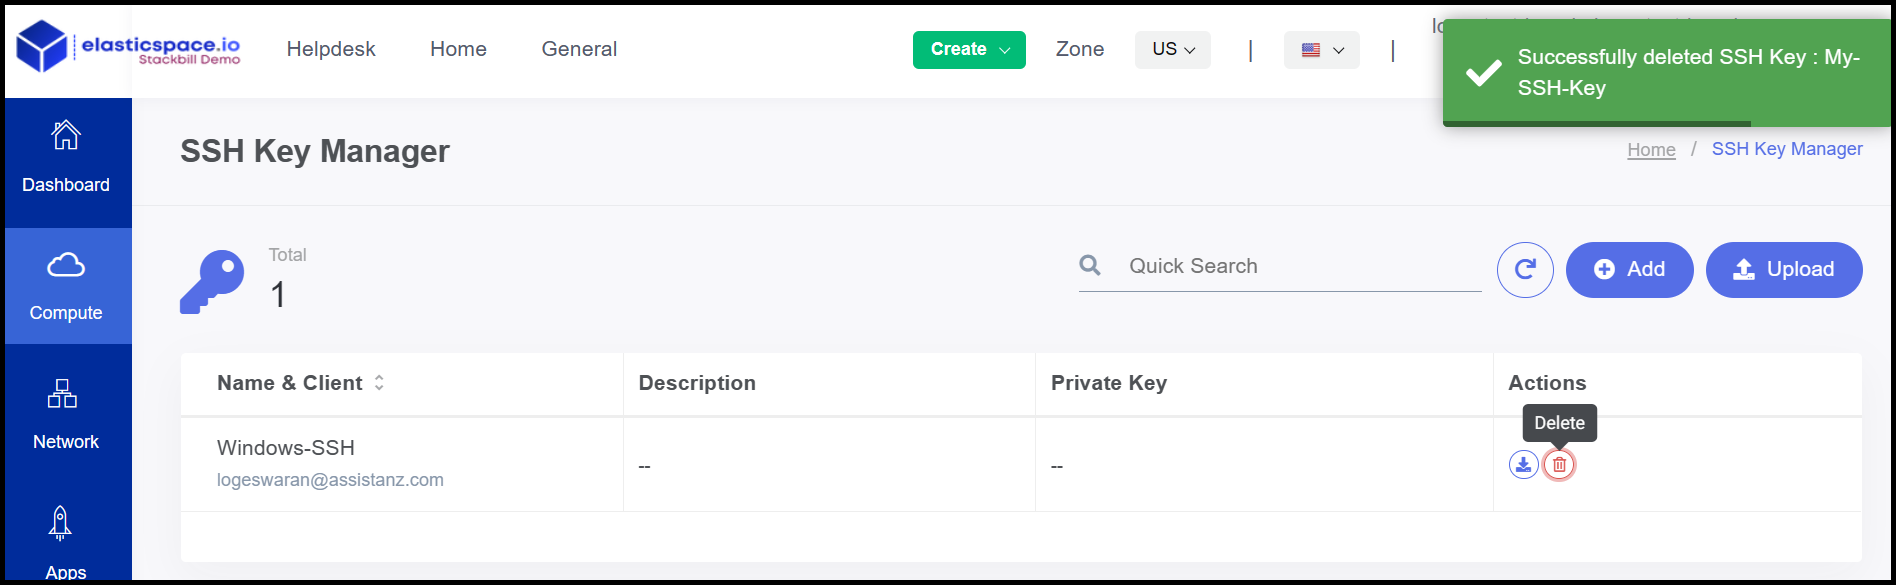 elasticspace.io
Stackbill Demo
Helpdesk
Home
General
Create
Zone
US
|
|
Successfully deleted SSH Key : My-
SSH-Key
Dashboard
Compute
Network
Apps
SSH Key Manager
Home / SSH Key Manager
Total
1
Quick Search
Add
Upload
Name & Client
Description
Private Key
Actions
Delete
Windows-SSH
logeswaran@assistanz.com
--
--